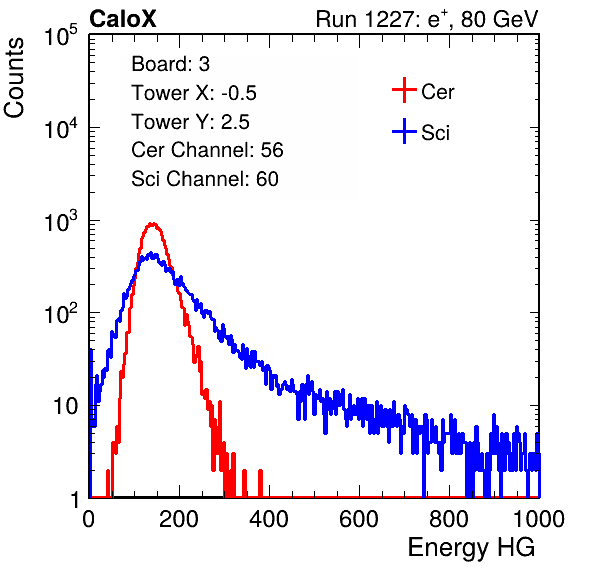 CaloX Run 1227: e⁺, 80 GeV
Counts
Board: 3
Tower X: -0.5
Tower Y: 2.5
Cer Channel: 56
Sci Channel: 60
Cer
Sci
10⁵
10⁴
10³
10²
10
1
0 200 400 600 800 1000
Energy HG